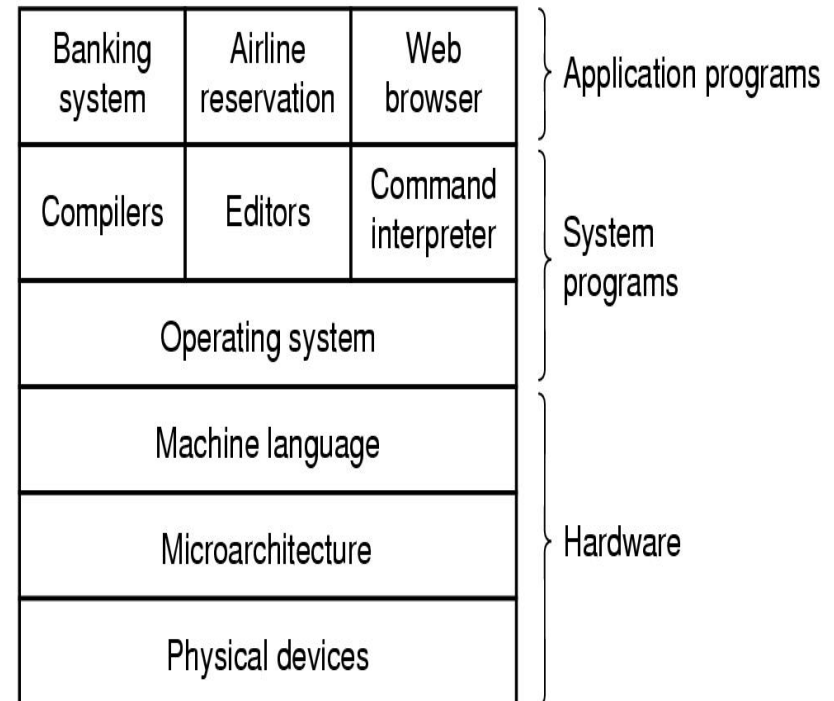 Banking
system
Airline
reservation
Web
browser
Application programs
Compilers
Editors
Command
interpreter
System
programs
Operating system
Machine language
Microarchitecture
Hardware
Physical devices